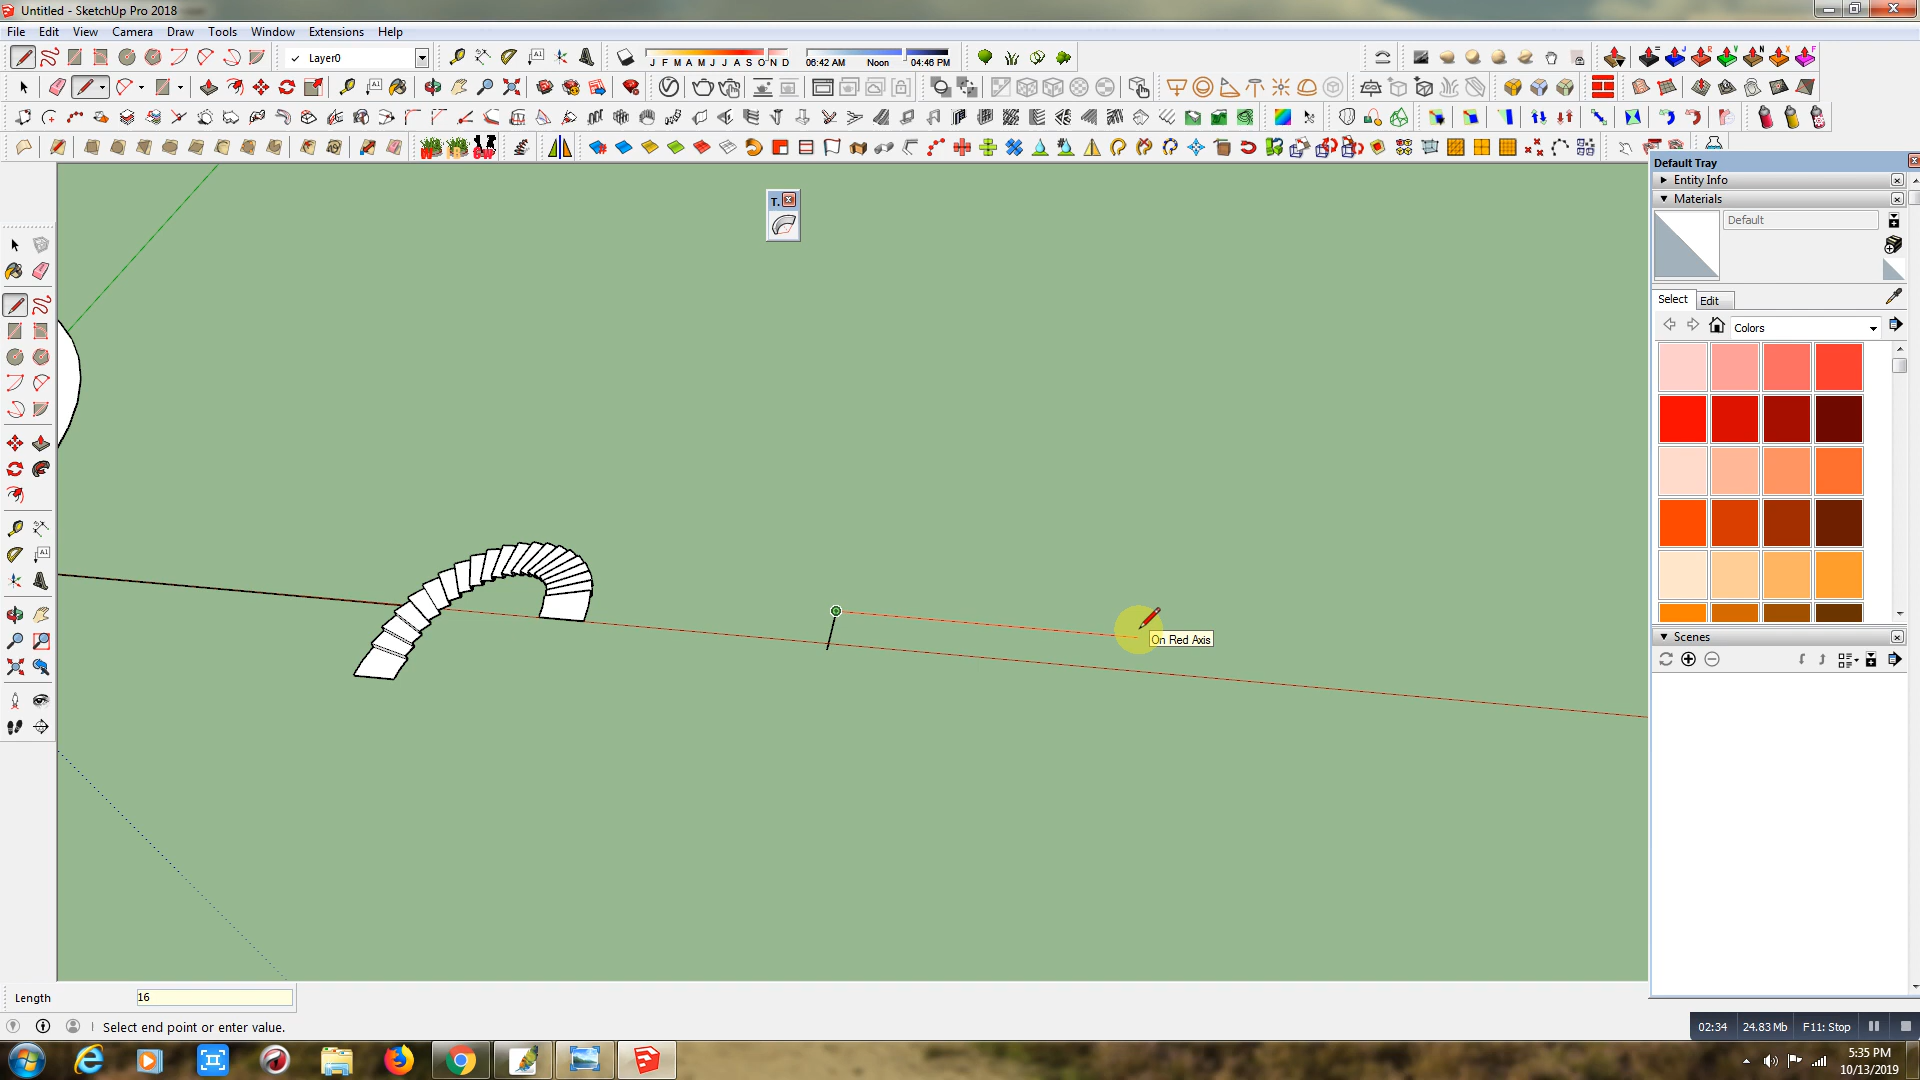 Untitled - SketchUp Pro 2018
File Edit View Camera Draw Tools Window Extensions Help
Layer0
J F M A M J J A S O N D
06:42 AM Noon 04:46 PM
T.
Default Tray
Entity Info
Materials
Default
Select Edit
Colors
On Red Axis
Scenes
Length 16
Select end point or enter value.
02:34 24.83 Mb F11: Stop
5:35 PM
10/13/2019